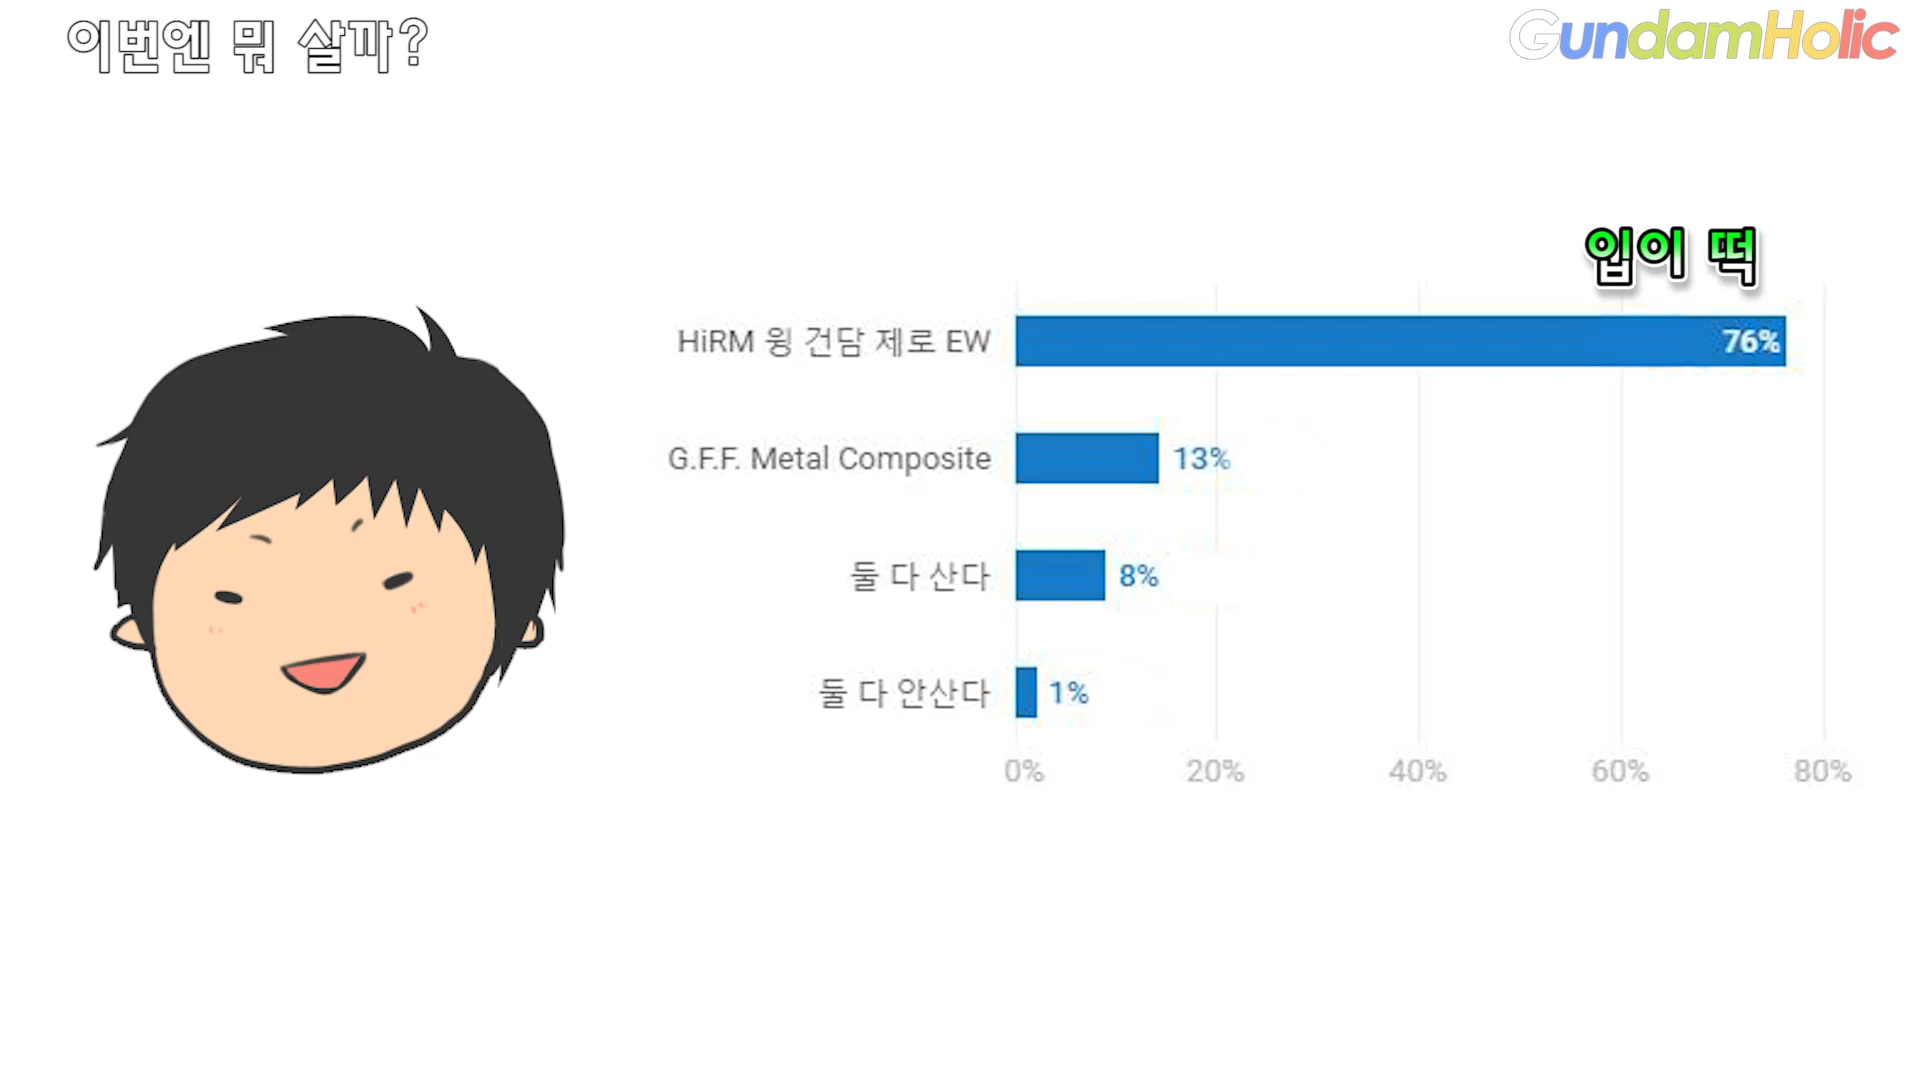 이번엔 뭐 살까?
GundamHolic
입이 떡
HiRM 윙 건담 제로 EW 76%
G.F.F. Metal Composite 13%
둘 다 산다 8%
둘 다 안산다 1%
0% 20% 40% 60% 80%